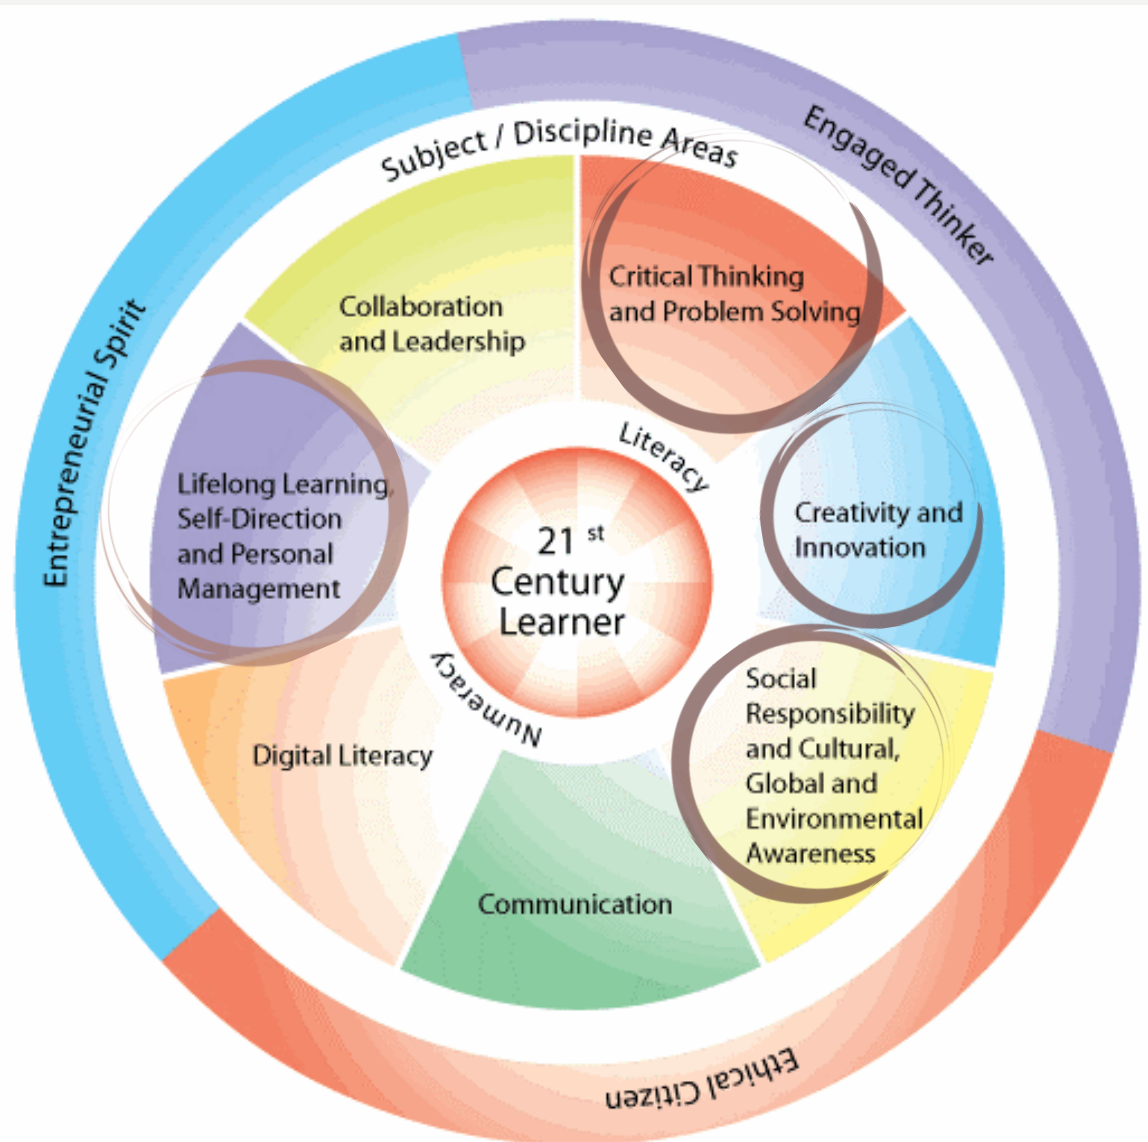 Engaged Thinker
Subject / Discipline Areas
Critical Thinking
and Problem Solving
Collaboration
and Leadership
Entrepreneurial Spirit
Literacy
Lifelong Learning,
Self-Direction
and Personal
Management
21 st
Century
Learner
Creativity and
Innovation
Numeracy
Social
Responsibility
and Cultural,
Global and
Environmental
Awareness
Digital Literacy
Communication
Ethical Citizen